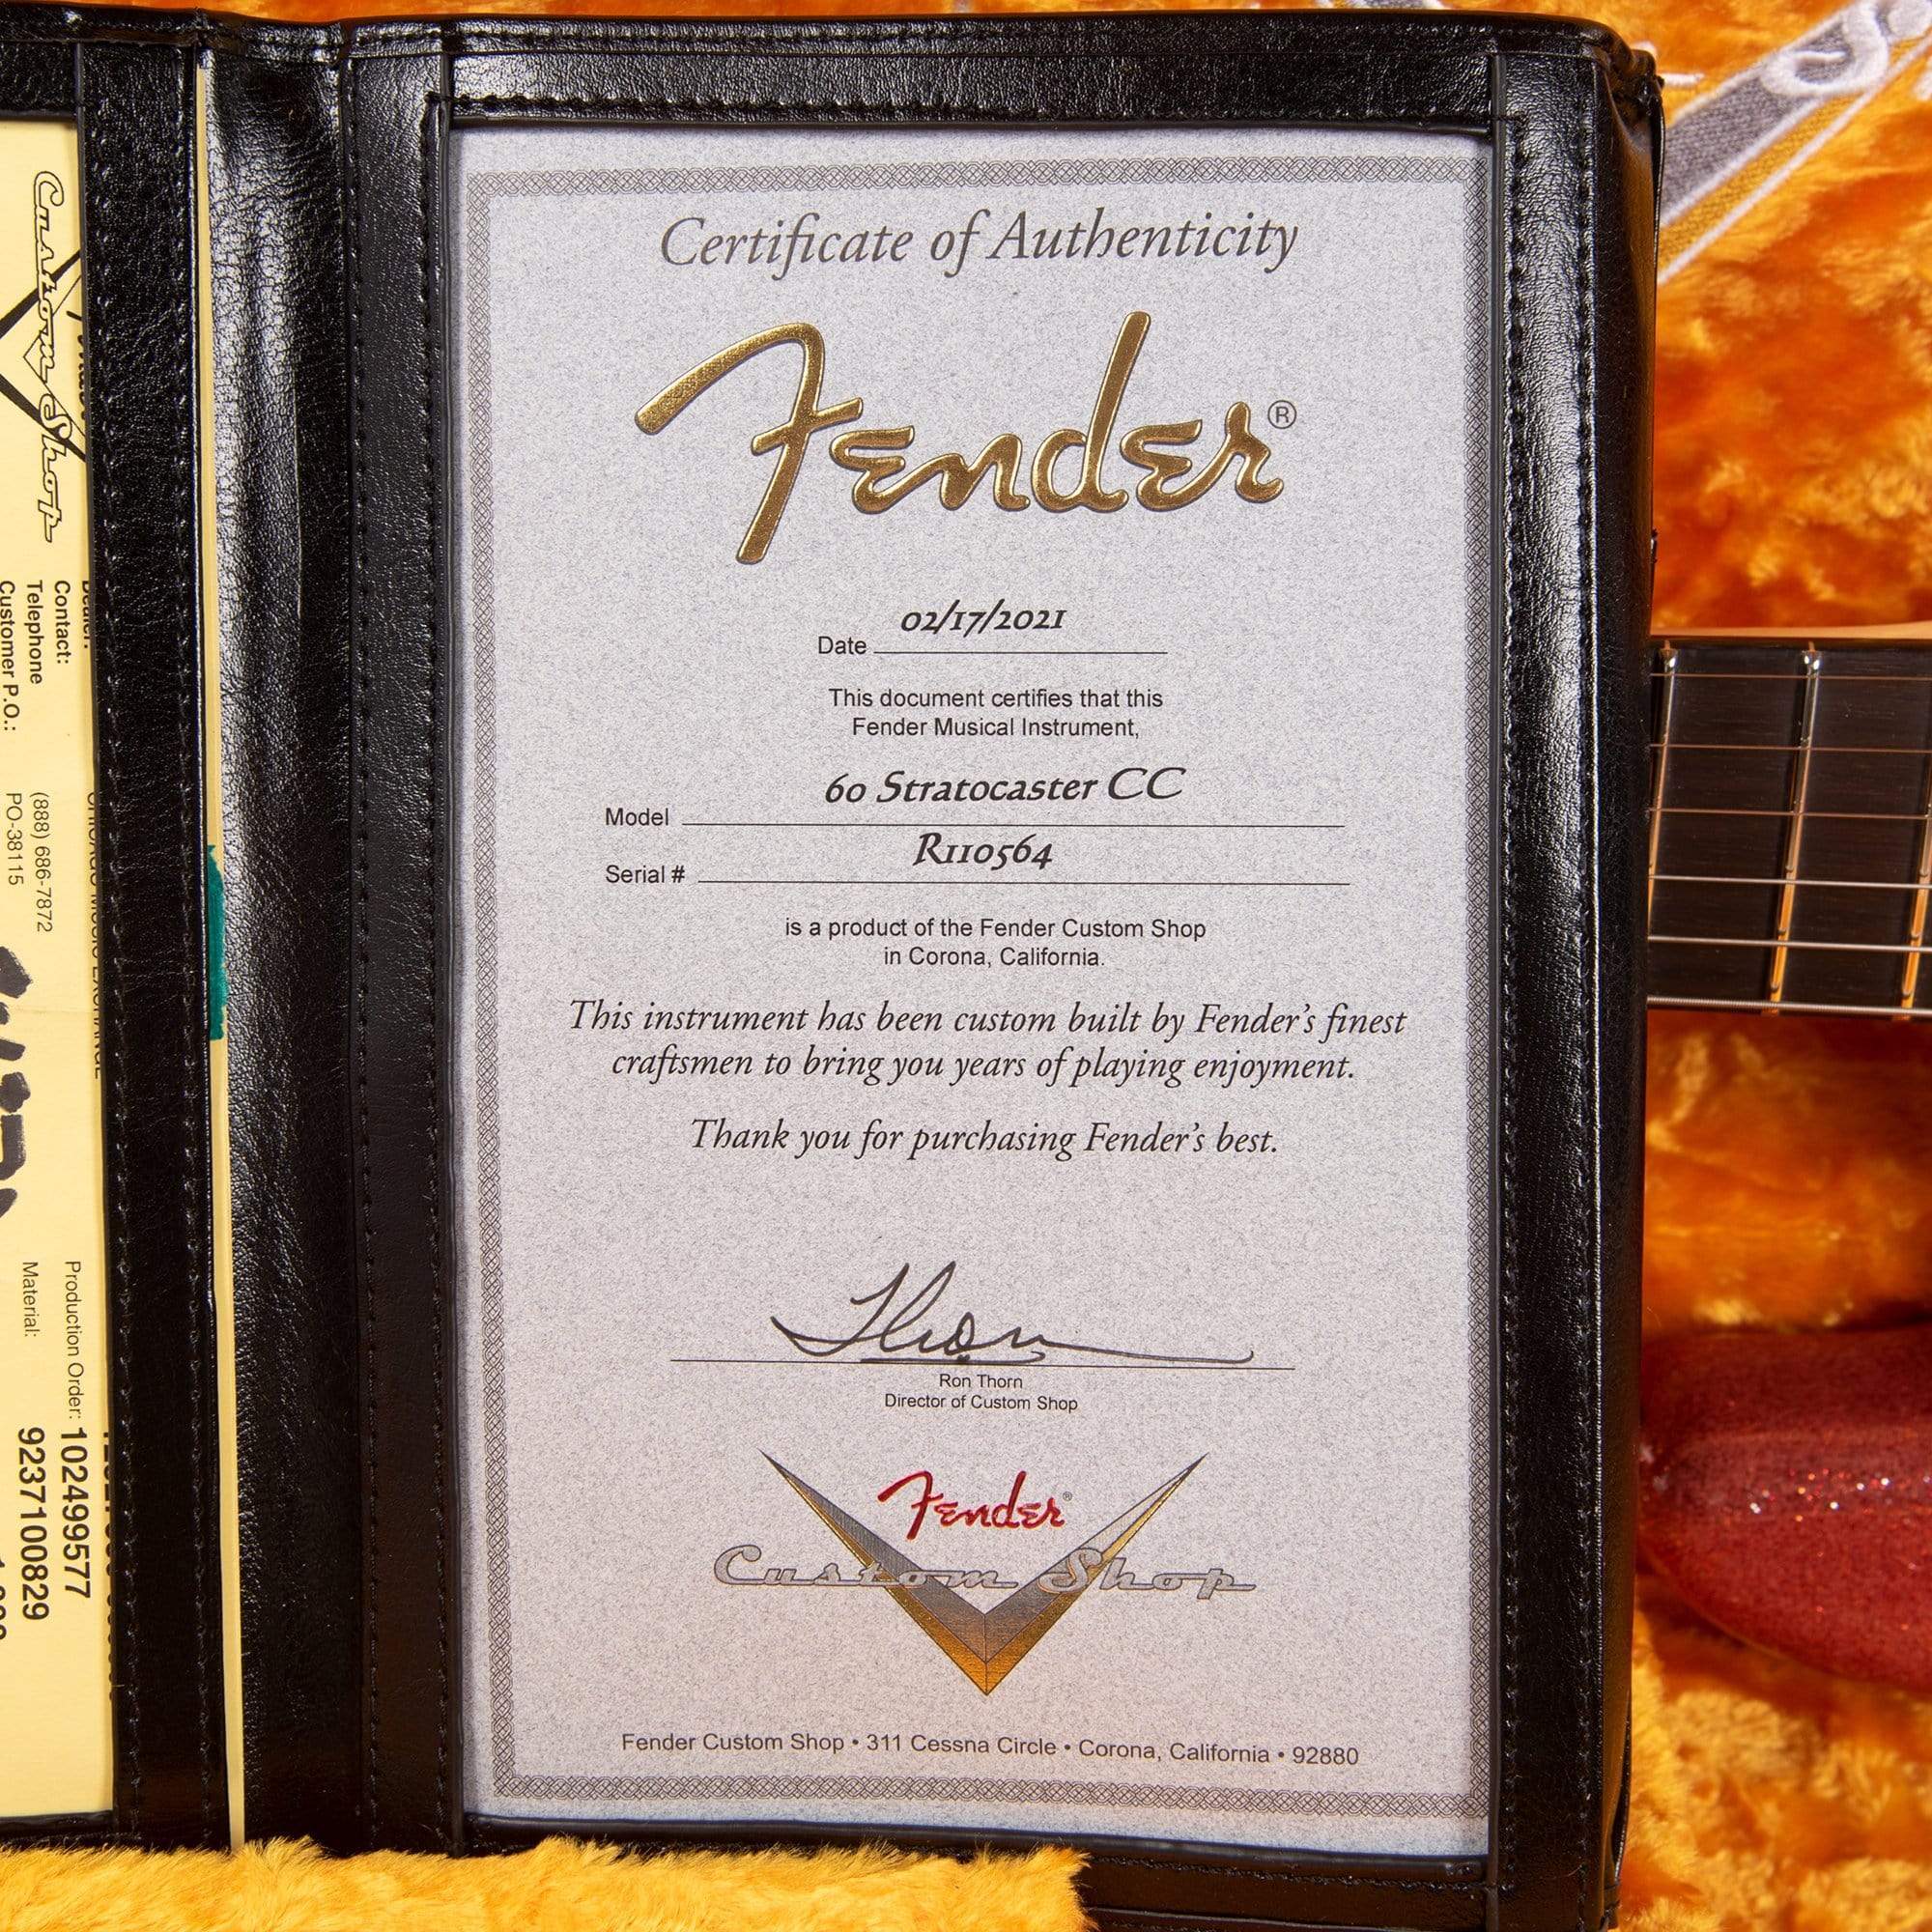 Custom Shop
Contact:
Telephone
(888) 686-7872
Customer P.O.:
PO-38115
Production Order: 102499577
Material: 9237100829
Certificate of Authenticity
Fender®
Date 02/17/2021
This document certifies that this
Fender Musical Instrument,
Model 60 Stratocaster CC
Serial # R110564
is a product of the Fender Custom Shop
in Corona, California.
This instrument has been custom built by Fender's finest
craftsmen to bring you years of playing enjoyment.
Thank you for purchasing Fender's best.
Thorn
Ron Thorn
Director of Custom Shop
Fender®
Custom Shop
Fender Custom Shop • 311 Cessna Circle • Corona, California • 92880